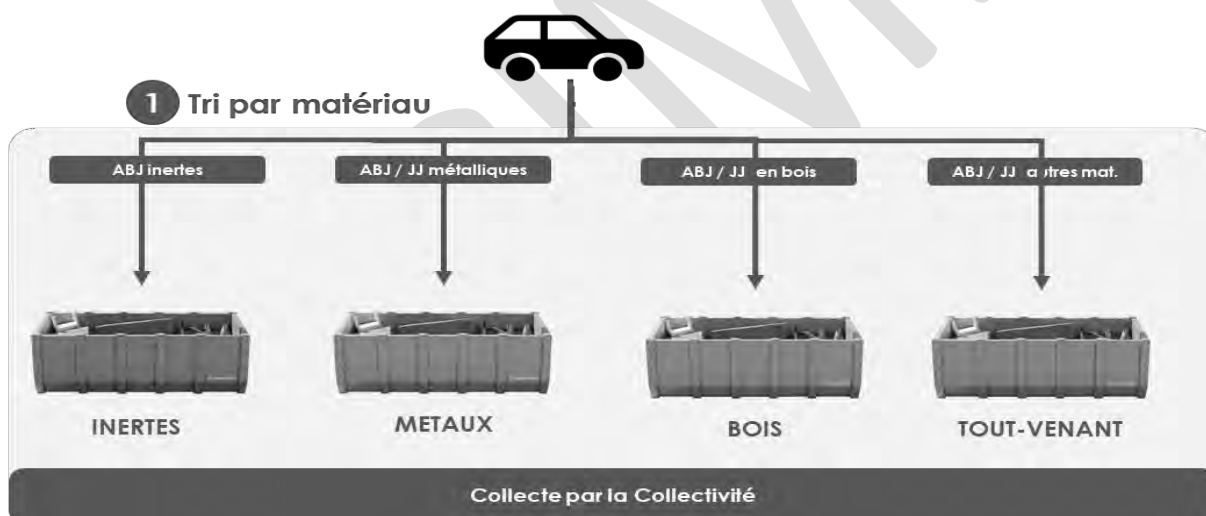 1 Tri par matériau
ABJ inertes
ABJ / JJ métalliques
ABJ / JJ en bois
ABJ / JJ autres mat.
INERTES
METAUX
BOIS
TOUT-VENANT
Collecte par la Collectivité